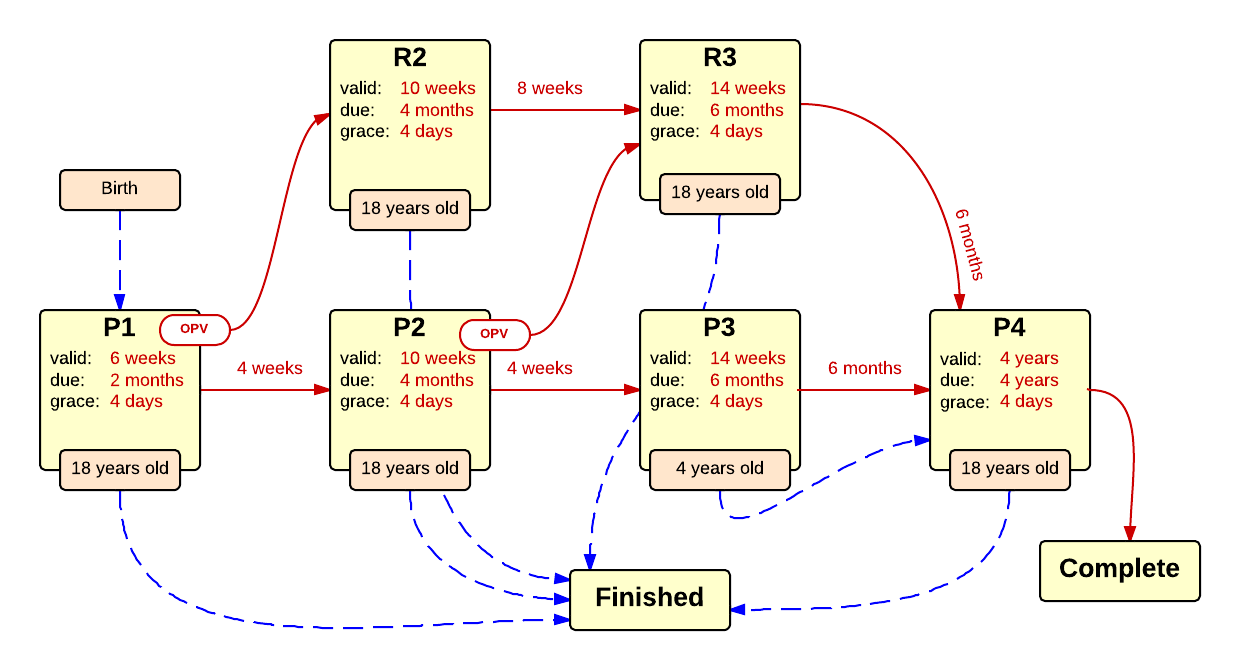 R2
valid: 10 weeks
due: 4 months
grace: 4 days
18 years old
8 weeks
R3
valid: 14 weeks
due: 6 months
grace: 4 days
18 years old
6 months
Birth
P1
OPV
valid: 6 weeks
due: 2 months
grace: 4 days
18 years old
4 weeks
P2
OPV
valid: 10 weeks
due: 4 months
grace: 4 days
18 years old
4 weeks
P3
valid: 14 weeks
due: 6 months
grace: 4 days
4 years old
6 months
P4
valid: 4 years
due: 4 years
grace: 4 days
18 years old
Finished
Complete